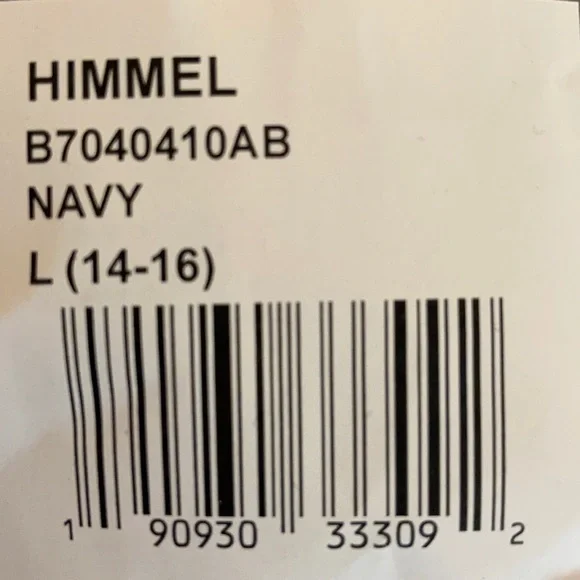 HIMMEL
B7040410AB
NAVY
L (14-16)
1 90930 33309 2